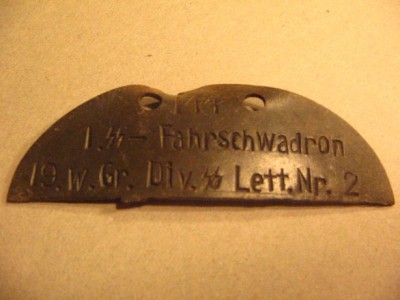 1.ᛋᛋ- Fahrschwadron
19.W.Gr. Div.ᛋᛋ Lett.Nr. 2